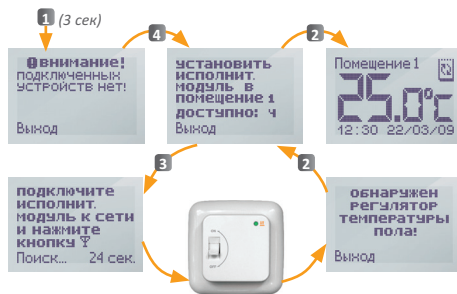 1 (3 сек)
4
2
Внимание!
подключенных
устройств нет!
Выход
установить
исполнит.
модуль в
помещение 1
доступно: 4
Выход
Помещение 1
25.0°C
12:30 22/03/09
3
2
подключите
исполнит.
модуль к сети
и нажмите
кнопку
Поиск... 24 сек.
обнаружен
регулятор
температуры
пола!
Выход